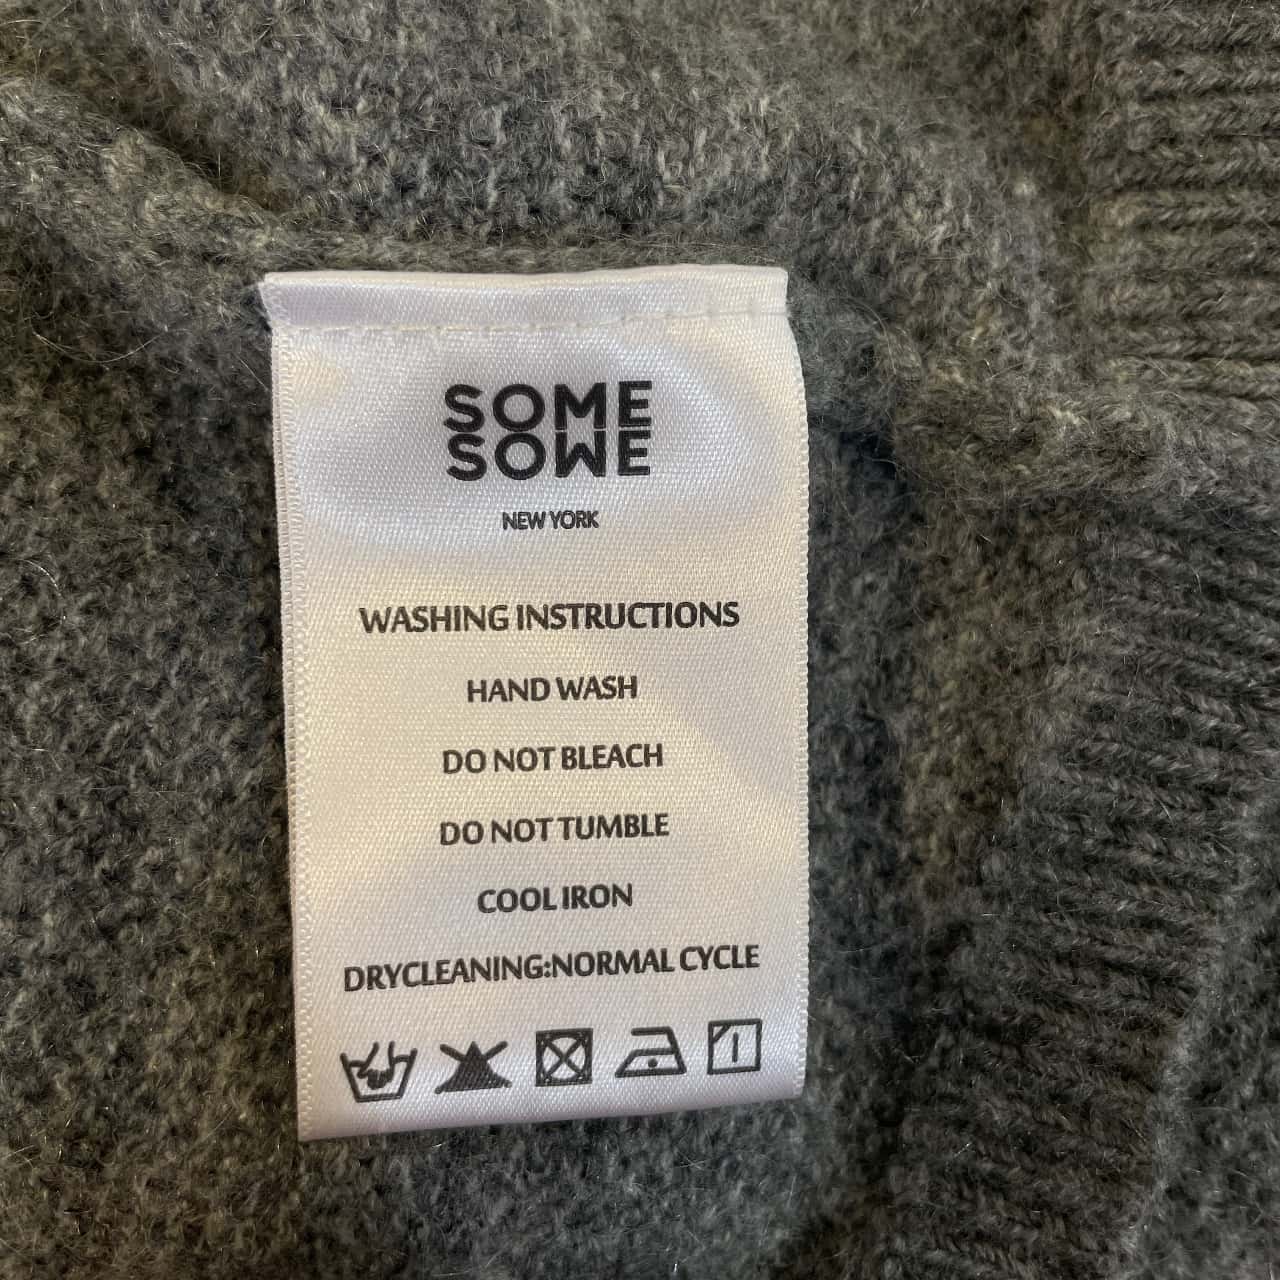 SOME
SOWE
NEW YORK
WASHING INSTRUCTIONS
HAND WASH
DO NOT BLEACH
DO NOT TUMBLE
COOL IRON
DRYCLEANING:NORMAL CYCLE